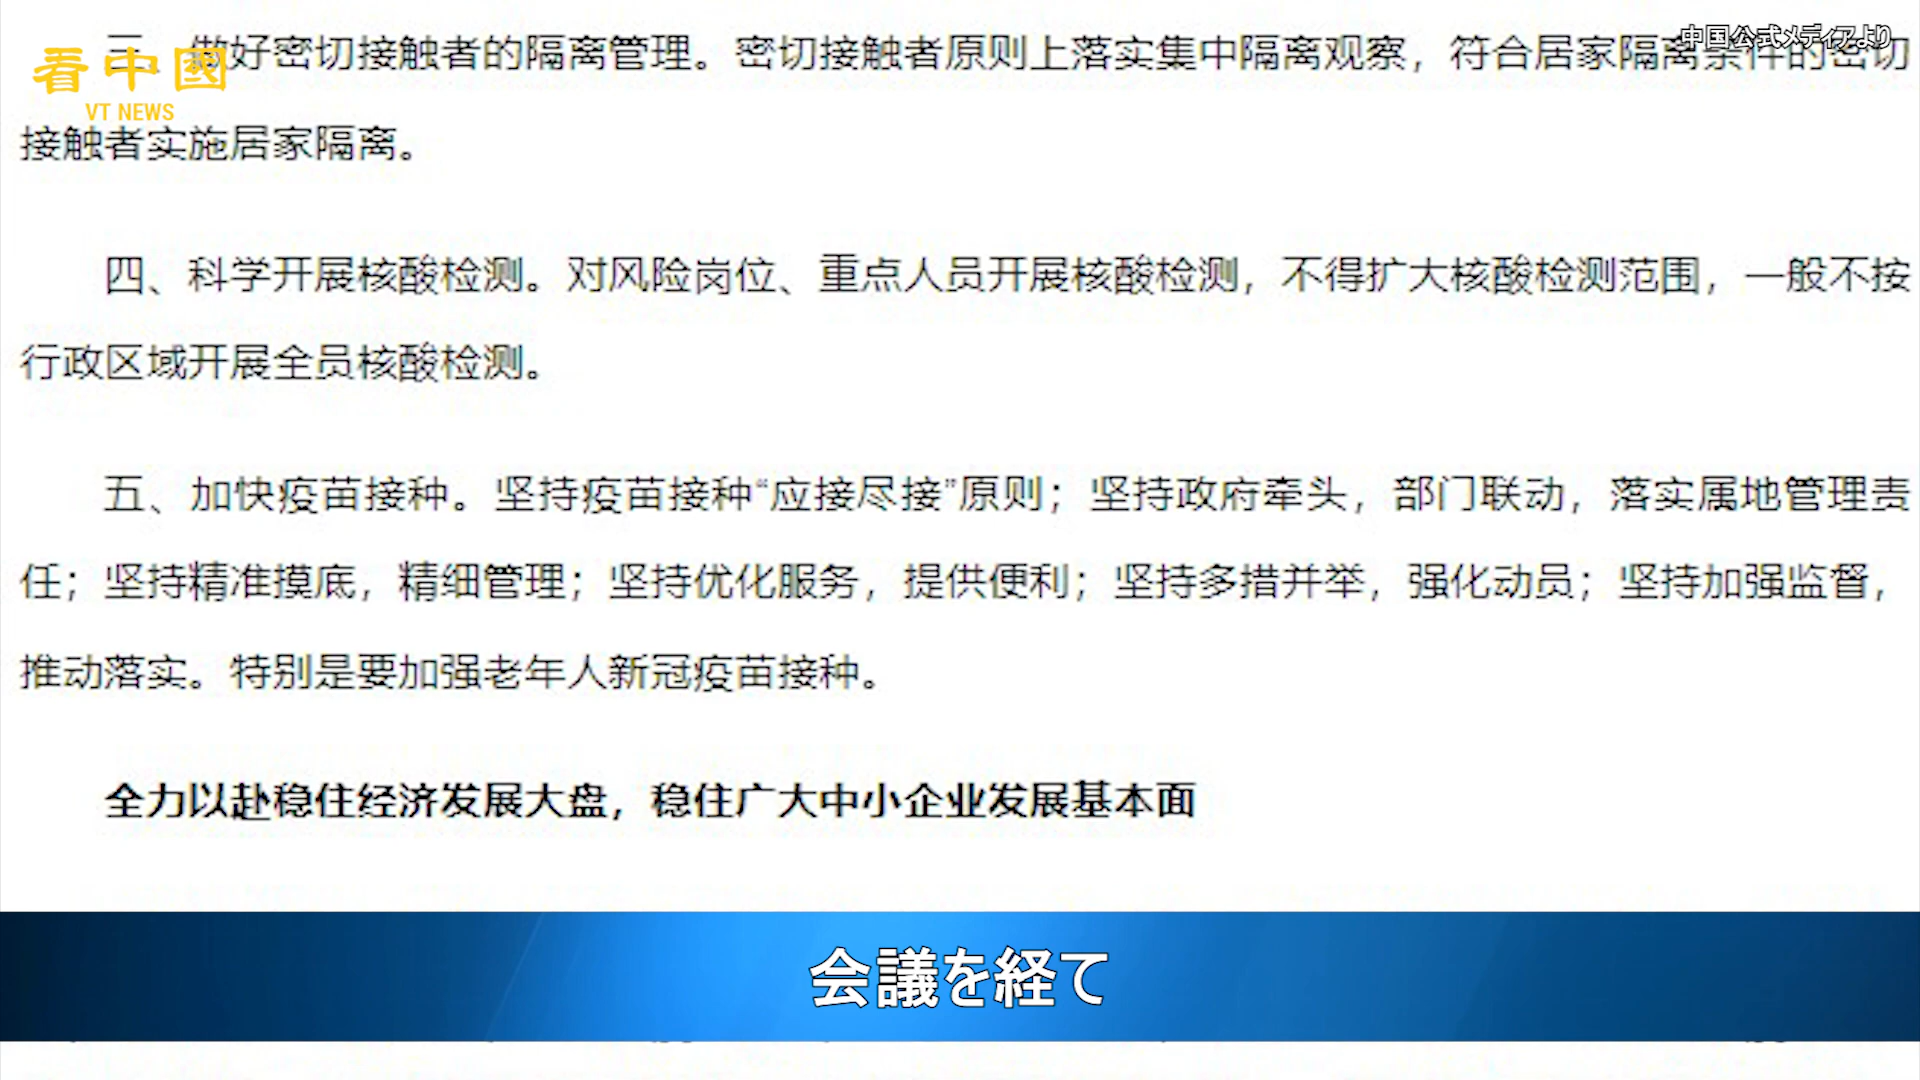 中国公式メディアより
看中國
VT NEWS
三、做好密切接触者的隔离管理。密切接触者原则上落实集中隔离观察，符合居家隔离条件的密切
接触者实施居家隔离。
四、科学开展核酸检测。对风险岗位、重点人员开展核酸检测，不得扩大核酸检测范围，一般不按
行政区域开展全员核酸检测。
五、加快疫苗接种。坚持疫苗接种“应接尽接”原则；坚持政府牵头，部门联动，落实属地管理责
任；坚持精准摸底，精细管理；坚持优化服务，提供便利；坚持多措并举，强化动员；坚持加强监督，
推动落实。特别是要加强老年人新冠疫苗接种。
全力以赴稳住经济发展大盘，稳住广大中小企业发展基本面
会議を経て